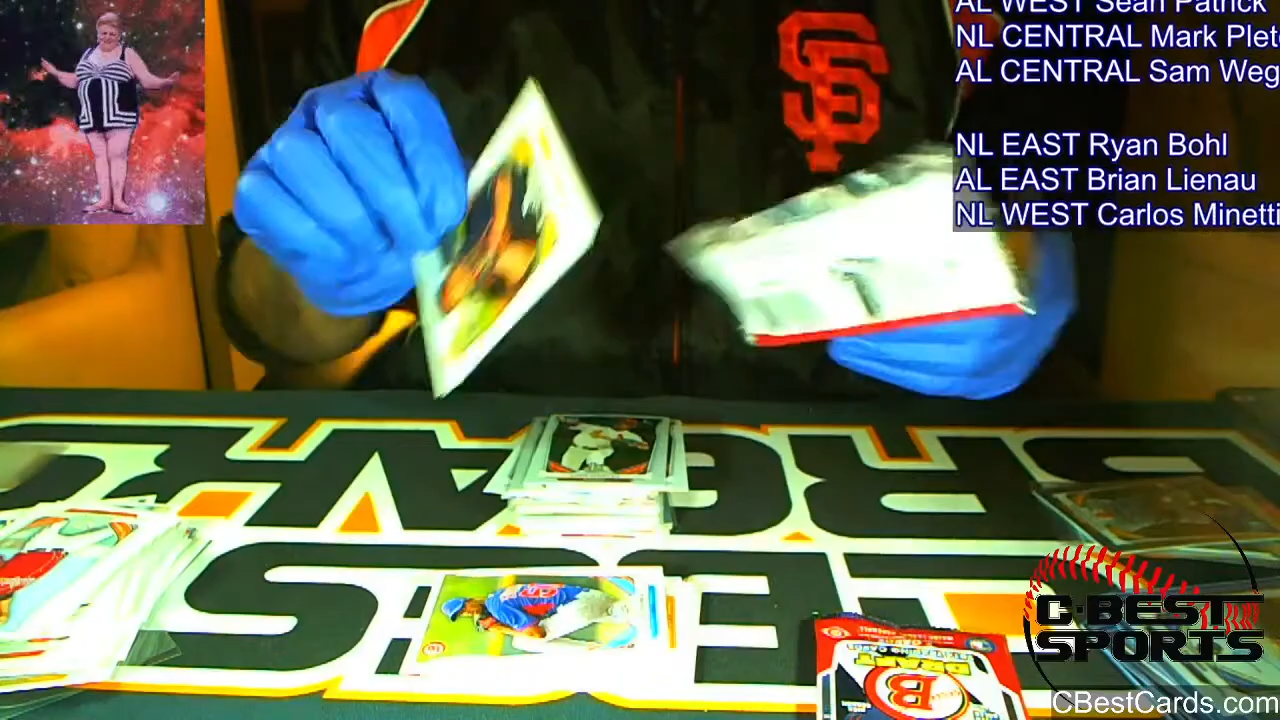 AL WEST Sean Patrick
NL CENTRAL Mark Plet
AL CENTRAL Sam Weg
NL EAST Ryan Bohl
AL EAST Brian Lienau
NL WEST Carlos Minetti
SF
DRAFT
B
C·BEST
SPORTS
CBestCards.com